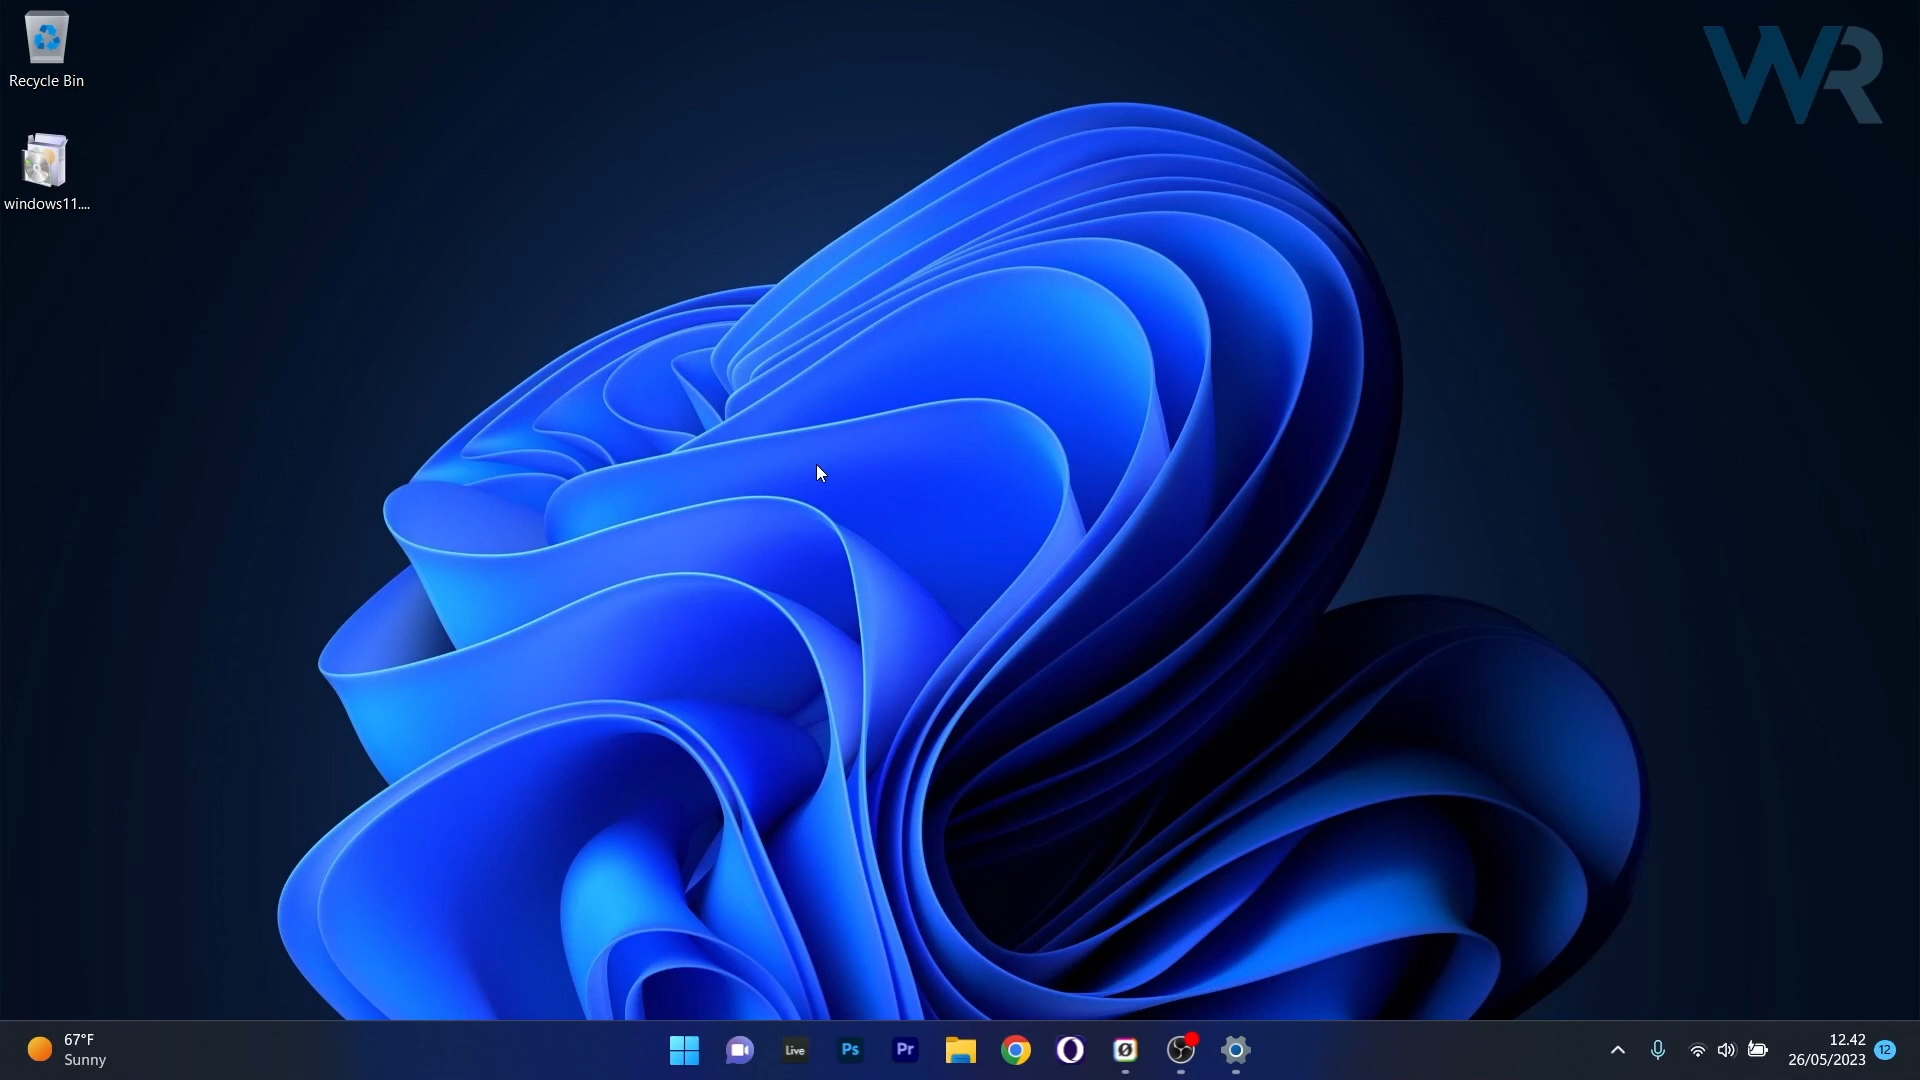 Recycle Bin
windows11....
WR
67°F
Sunny
Live
Ps
Pr
12.42
26/05/2023
12